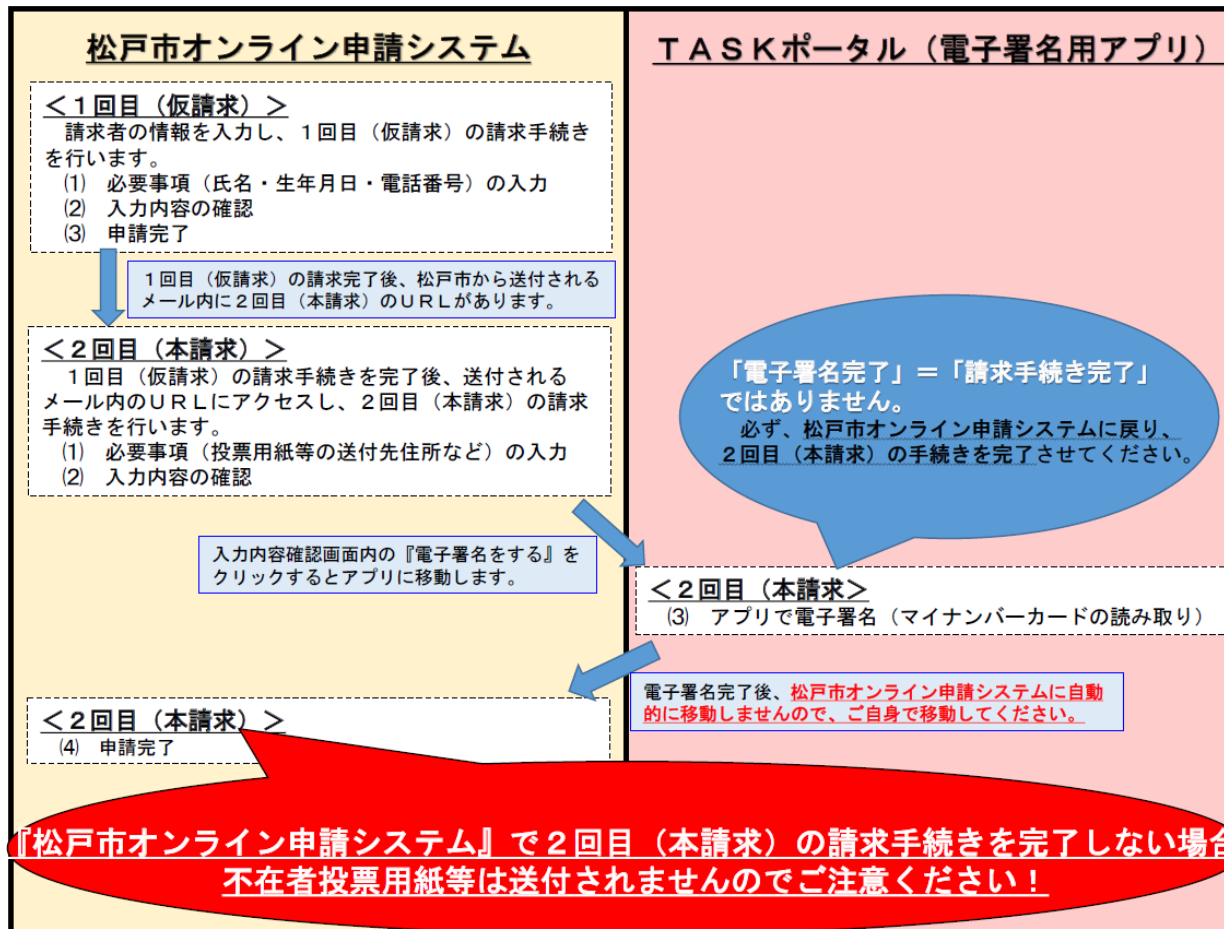 松戸市オンライン申請システム
＜１回目（仮請求）＞
請求者の情報を入力し、１回目（仮請求）の請求手続き
を行います。
⑴　必要事項（氏名・生年月日・電話番号）の入力
⑵　入力内容の確認
⑶　申請完了
１回目（仮請求）の請求完了後、松戸市から送付される
メール内に２回目（本請求）のＵＲＬがあります。
＜２回目（本請求）＞
１回目（仮請求）の請求手続きを完了後、送付される
メール内のＵＲＬにアクセスし、２回目（本請求）の請求
手続きを行います。
⑴　必要事項（投票用紙等の送付先住所など）の入力
⑵　入力内容の確認
入力内容確認画面内の『電子署名をする』を
クリックするとアプリに移動します。
ＴＡＳＫポータル（電子署名用アプリ）
「電子署名完了」＝「請求手続き完了」
ではありません。
必ず、松戸市オンライン申請システムに戻り、
２回目（本請求）の手続きを完了させてください。
＜２回目（本請求＞
⑶　アプリで電子署名（マイナンバーカードの読み取り）
電子署名完了後、松戸市オンライン申請システムに自動
的に移動しませんので、ご自身で移動してください。
＜２回目（本請求）＞
⑷　申請完了
『松戸市オンライン申請システム』で２回目（本請求）の請求手続きを完了しない場合
不在者投票用紙等は送付されませんのでご注意ください！